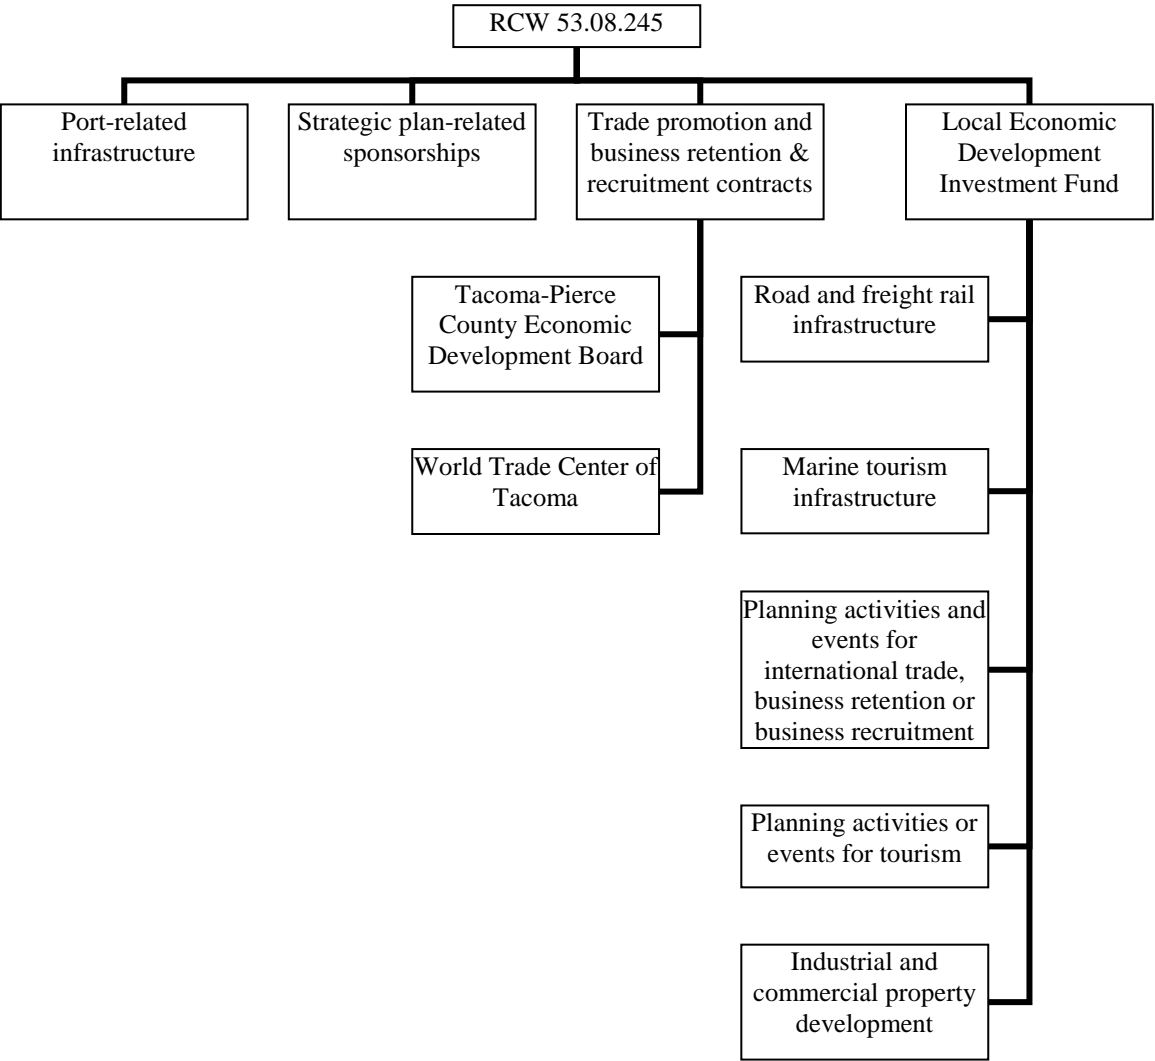 RCW 53.08.245
Port-related
infrastructure
Strategic plan-related
sponsorships
Trade promotion and
business retention &
recruitment contracts
Local Economic
Development
Investment Fund
Tacoma-Pierce
County Economic
Development Board
World Trade Center of
Tacoma
Road and freight rail
infrastructure
Marine tourism
infrastructure
Planning activities and
events for
international trade,
business retention or
business recruitment
Planning activities or
events for tourism
Industrial and
commercial property
development